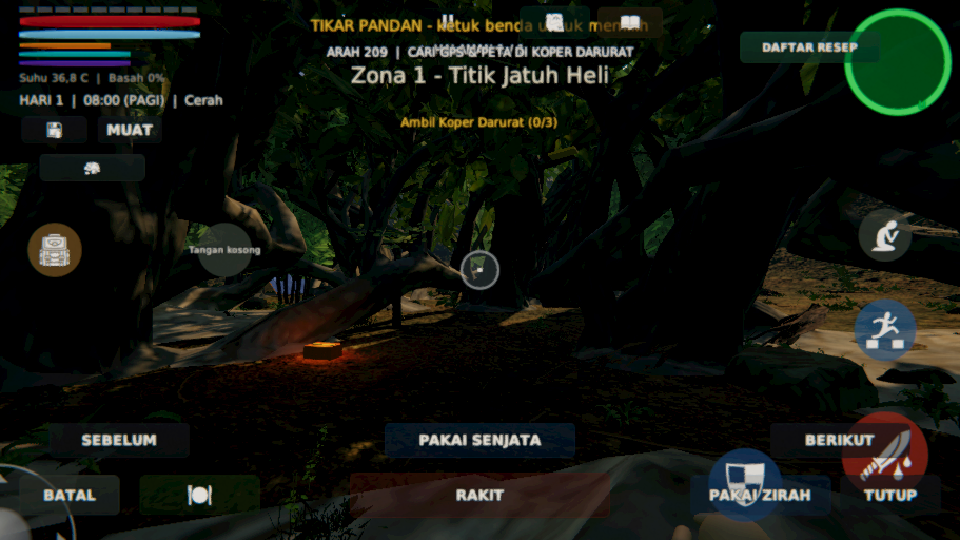 TIKAR PANDAN - ketuk benda untuk memilih
ARAH 209 | CARI GPS & PETA DI KOPER DARURAT
DAFTAR RESEP
Zona 1 - Titik Jatuh Heli
Suhu 36,8 C | Basah 0%
HARI 1 | 08:00 (PAGI) | Cerah
Ambil Koper Darurat (0/3)
MUAT
Tangan kosong
SEBELUM
PAKAI SENJATA
BERIKUT
BATAL
RAKIT
PAKAI ZIRAH
TUTUP